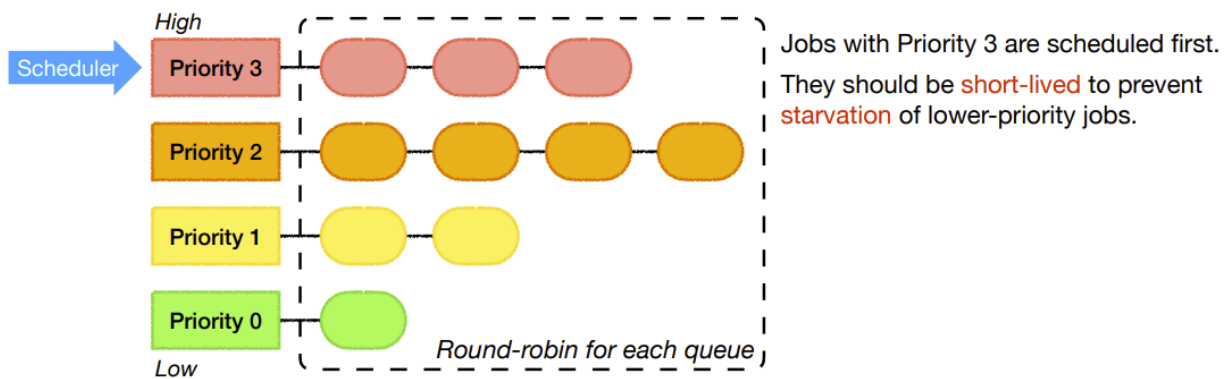 High
Scheduler
Priority 3
Jobs with Priority 3 are scheduled first.
They should be short-lived to prevent
starvation of lower-priority jobs.
Priority 2
Priority 1
Priority 0
Round-robin for each queue
Low